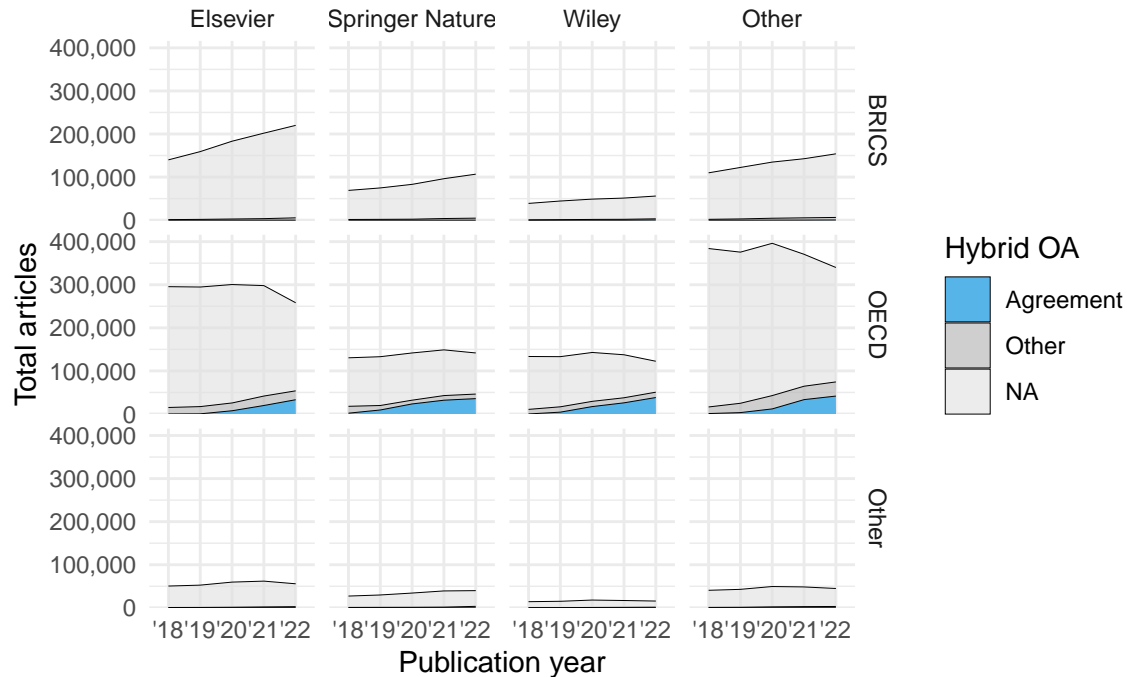 Elsevier Springer Nature Wiley Other
400,000
300,000
200,000
100,000
0
BRICS
400,000
300,000
200,000
100,000
0
OECD
400,000
300,000
200,000
100,000
0
Other
'18 '19 '20 '21 '22 '18 '19 '20 '21 '22 '18 '19 '20 '21 '22 '18 '19 '20 '21 '22
Publication year
Total articles
Hybrid OA
Agreement
Other
NA